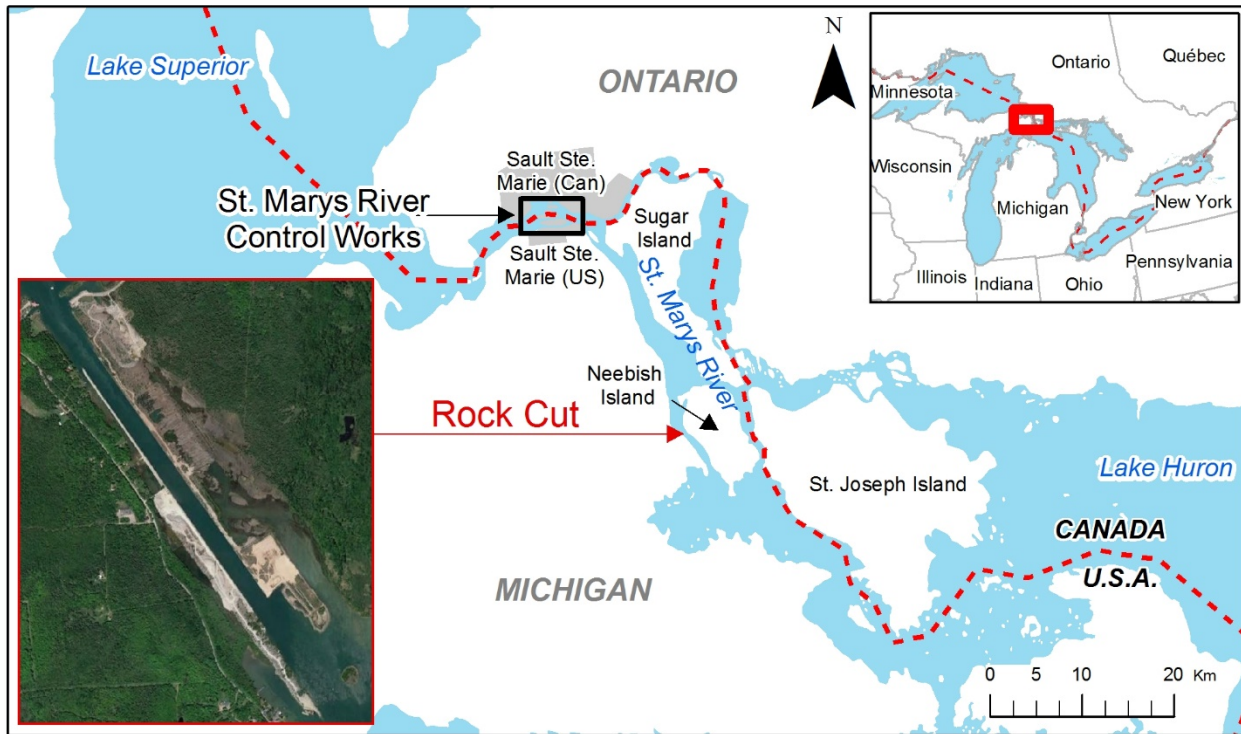 Lake Superior
ONTARIO
Sault Ste.
Marie (Can)
St. Marys River
Control Works
Sault Ste.
Marie (US)
Sugar
Island
St. Marys River
Neebish
Island
Rock Cut
St. Joseph Island
Lake Huron
CANADA
U.S.A.
MICHIGAN
0 5 10 20 Km
Ontario
Québec
Minnesota
Wisconsin
Michigan
New York
Pennsylvania
Illinois
Indiana
Ohio
N